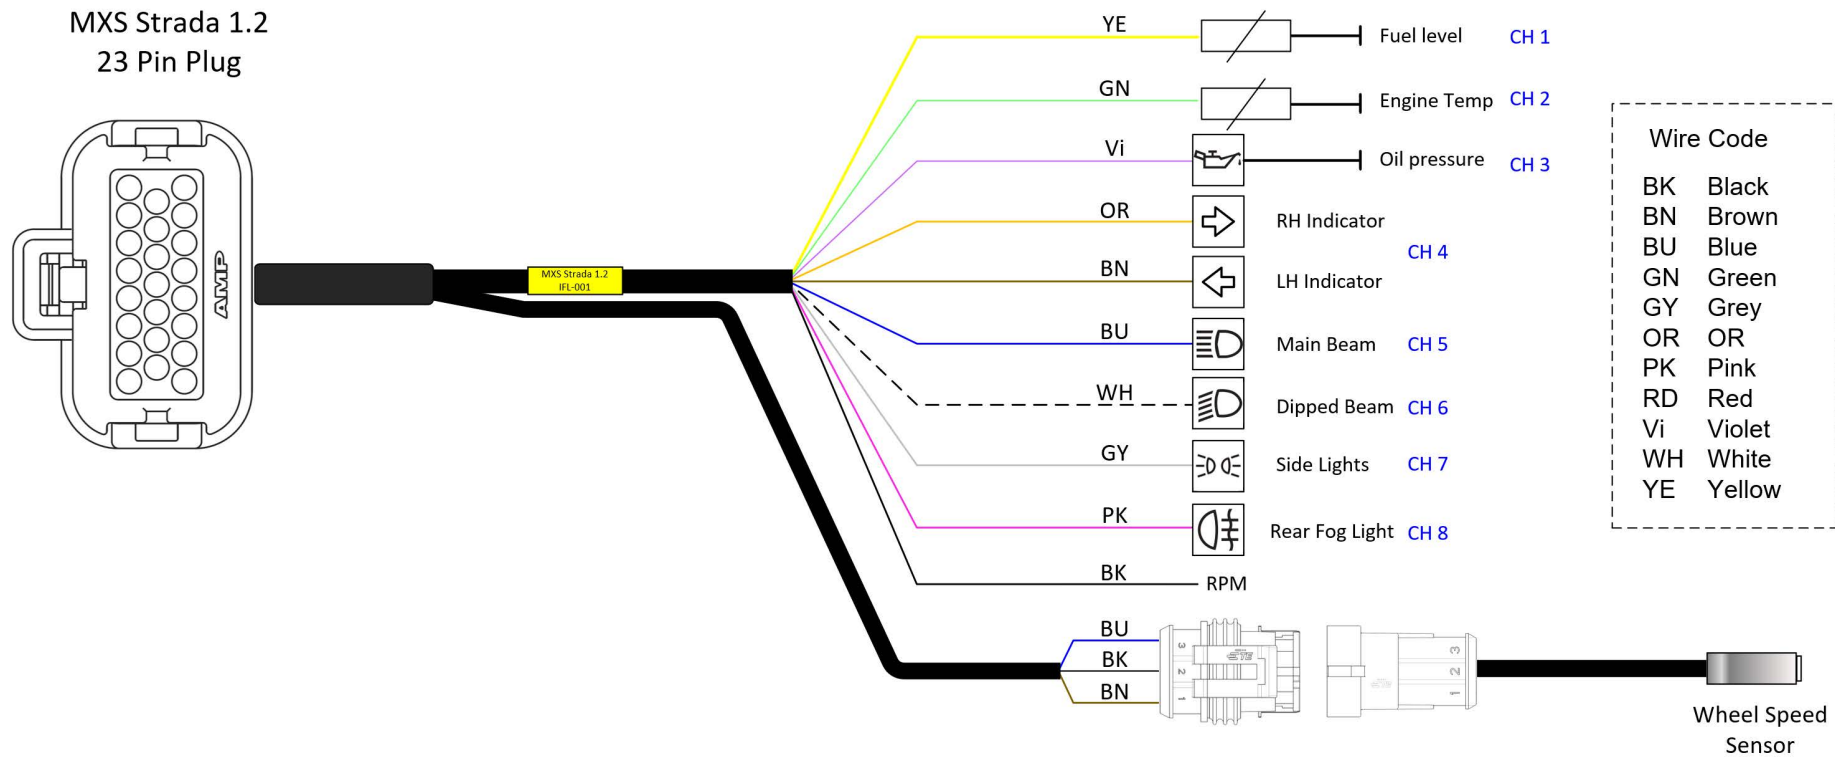 MXS Strada 1.2
23 Pin Plug
AMP
MXS Strada 1.2
IFL-001
YE Fuel level CH 1
GN Engine Temp CH 2
Vi Oil pressure CH 3
OR RH Indicator
CH 4
BN LH Indicator
BU Main Beam CH 5
WH Dipped Beam CH 6
GY Side Lights CH 7
PK Rear Fog Light CH 8
BK RPM
BU 3
BK 2
BN 1
TE
3
2
1
Wheel Speed
Sensor
Wire Code
BK Black
BN Brown
BU Blue
GN Green
GY Grey
OR OR
PK Pink
RD Red
Vi Violet
WH White
YE Yellow